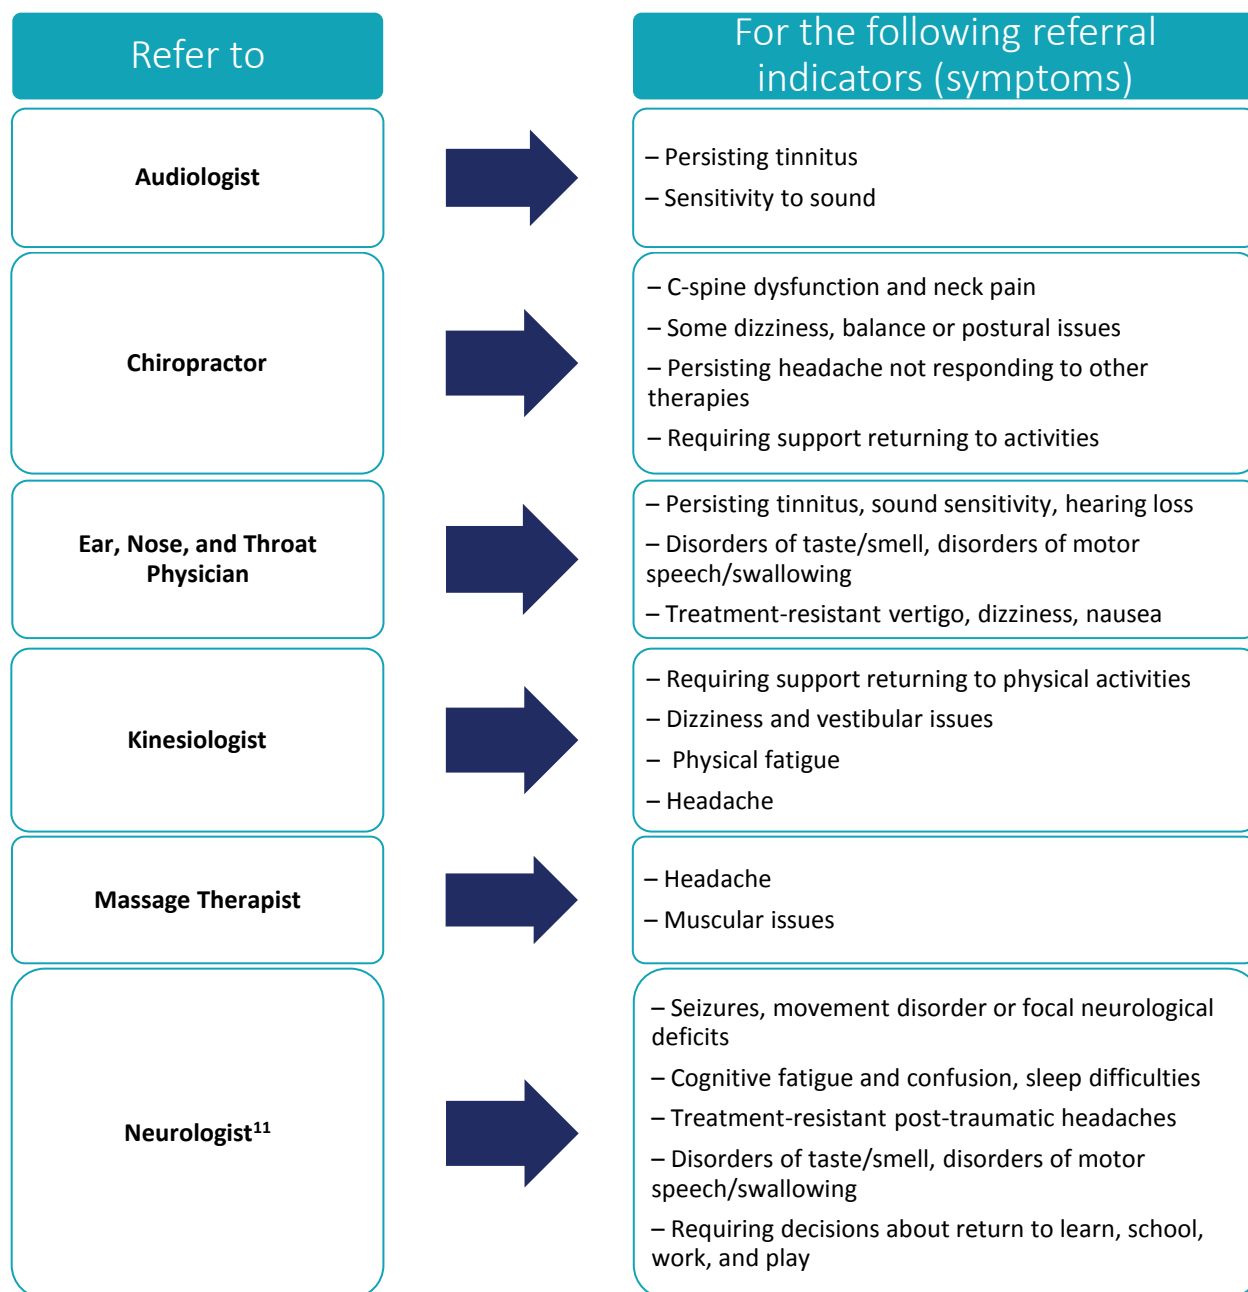 Refer to
For the following referral
indicators (symptoms)
Audiologist
– Persisting tinnitus
– Sensitivity to sound
Chiropractor
– C-spine dysfunction and neck pain
– Some dizziness, balance or postural issues
– Persisting headache not responding to other
therapies
– Requiring support returning to activities
Ear, Nose, and Throat
Physician
– Persisting tinnitus, sound sensitivity, hearing loss
– Disorders of taste/smell, disorders of motor
speech/swallowing
– Treatment-resistant vertigo, dizziness, nausea
Kinesiologist
– Requiring support returning to physical activities
– Dizziness and vestibular issues
– Physical fatigue
– Headache
Massage Therapist
– Headache
– Muscular issues
Neurologist¹¹
– Seizures, movement disorder or focal neurological
deficits
– Cognitive fatigue and confusion, sleep difficulties
– Treatment-resistant post-traumatic headaches
– Disorders of taste/smell, disorders of motor
speech/swallowing
– Requiring decisions about return to learn, school,
work, and play